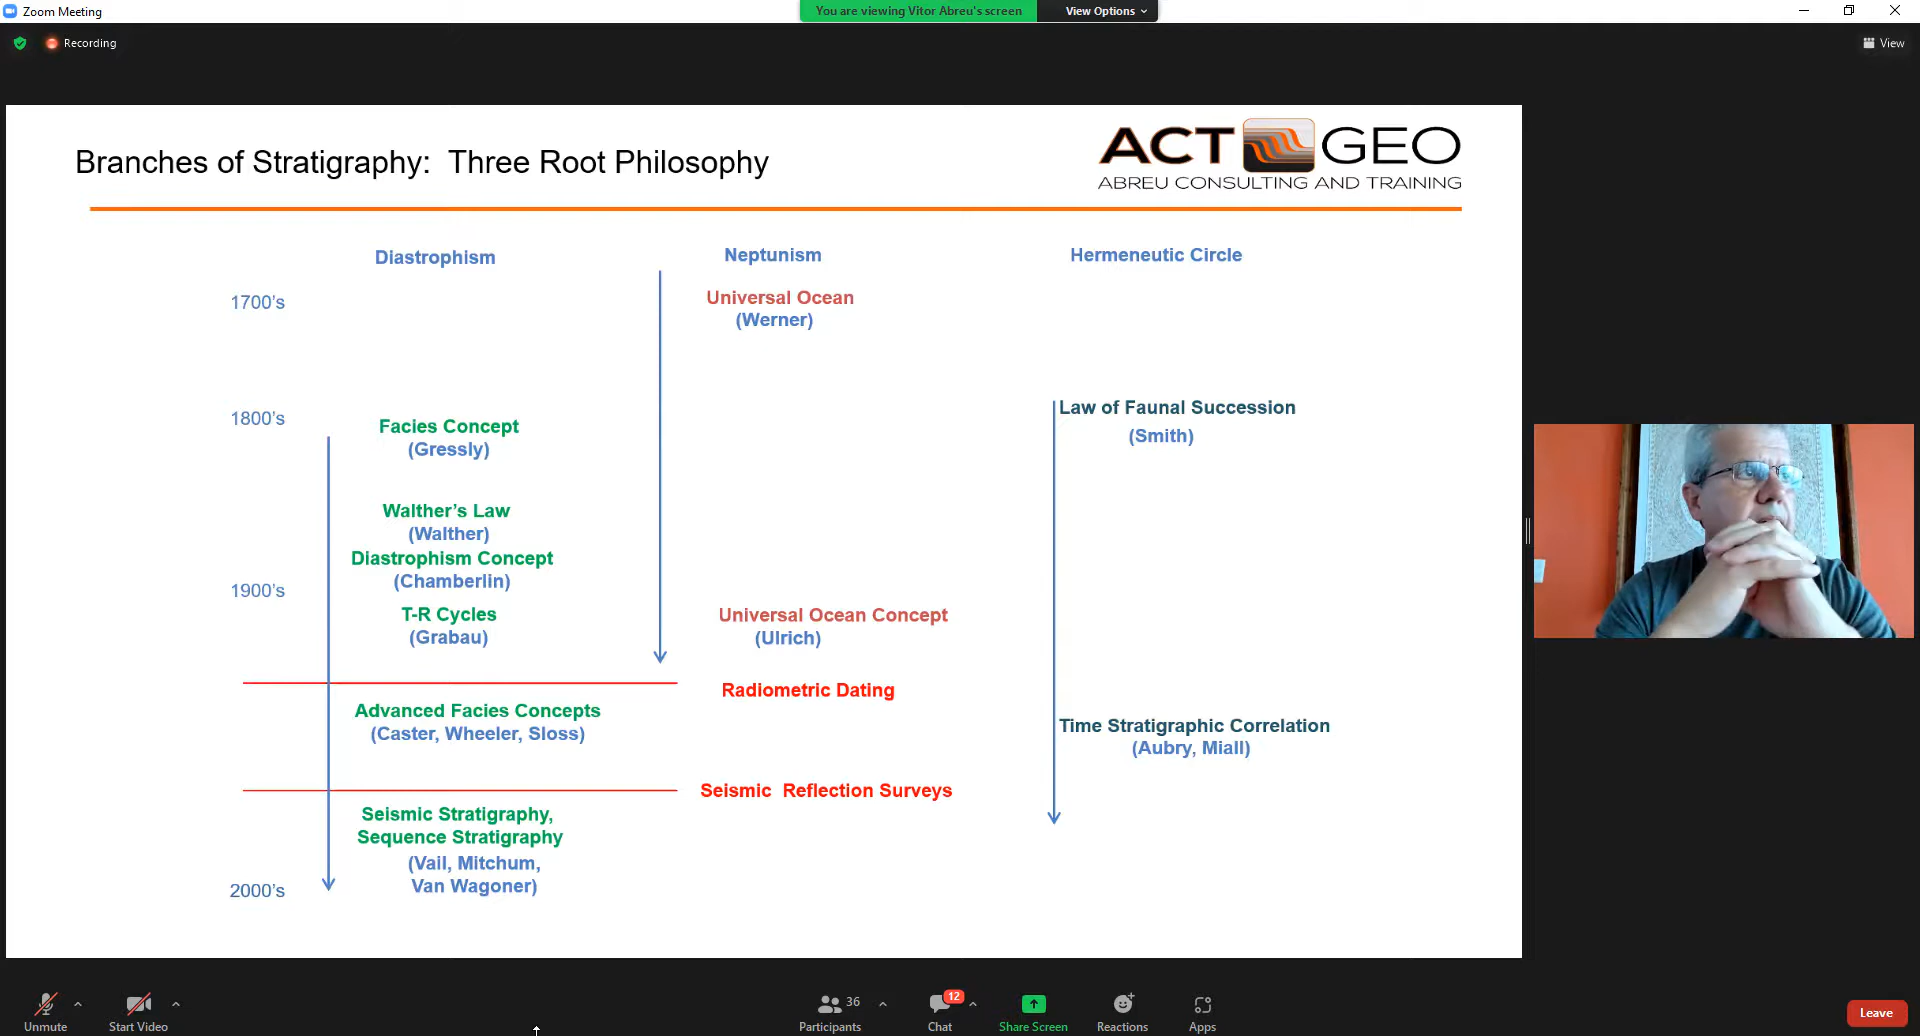 Zoom Meeting
You are viewing Vitor Abreu's screen
View Options
Recording
View
Branches of Stratigraphy:  Three Root Philosophy
ACT GEO
ABREU CONSULTING AND TRAINING
Diastrophism
Neptunism
Hermeneutic Circle
1700's
Universal Ocean
(Werner)
1800's
Facies Concept
(Gressly)
Law of Faunal Succession
(Smith)
Walther's Law
(Walther)
Diastrophism Concept
(Chamberlin)
1900's
T-R Cycles
(Grabau)
Universal Ocean Concept
(Ulrich)
Radiometric Dating
Advanced Facies Concepts
(Caster, Wheeler, Sloss)
Time Stratigraphic Correlation
(Aubry, Miall)
Seismic  Reflection Surveys
Seismic Stratigraphy,
Sequence Stratigraphy
(Vail, Mitchum,
Van Wagoner)
2000's
Unmute
Start Video
36
Participants
12
Chat
Share Screen
Reactions
Apps
Leave